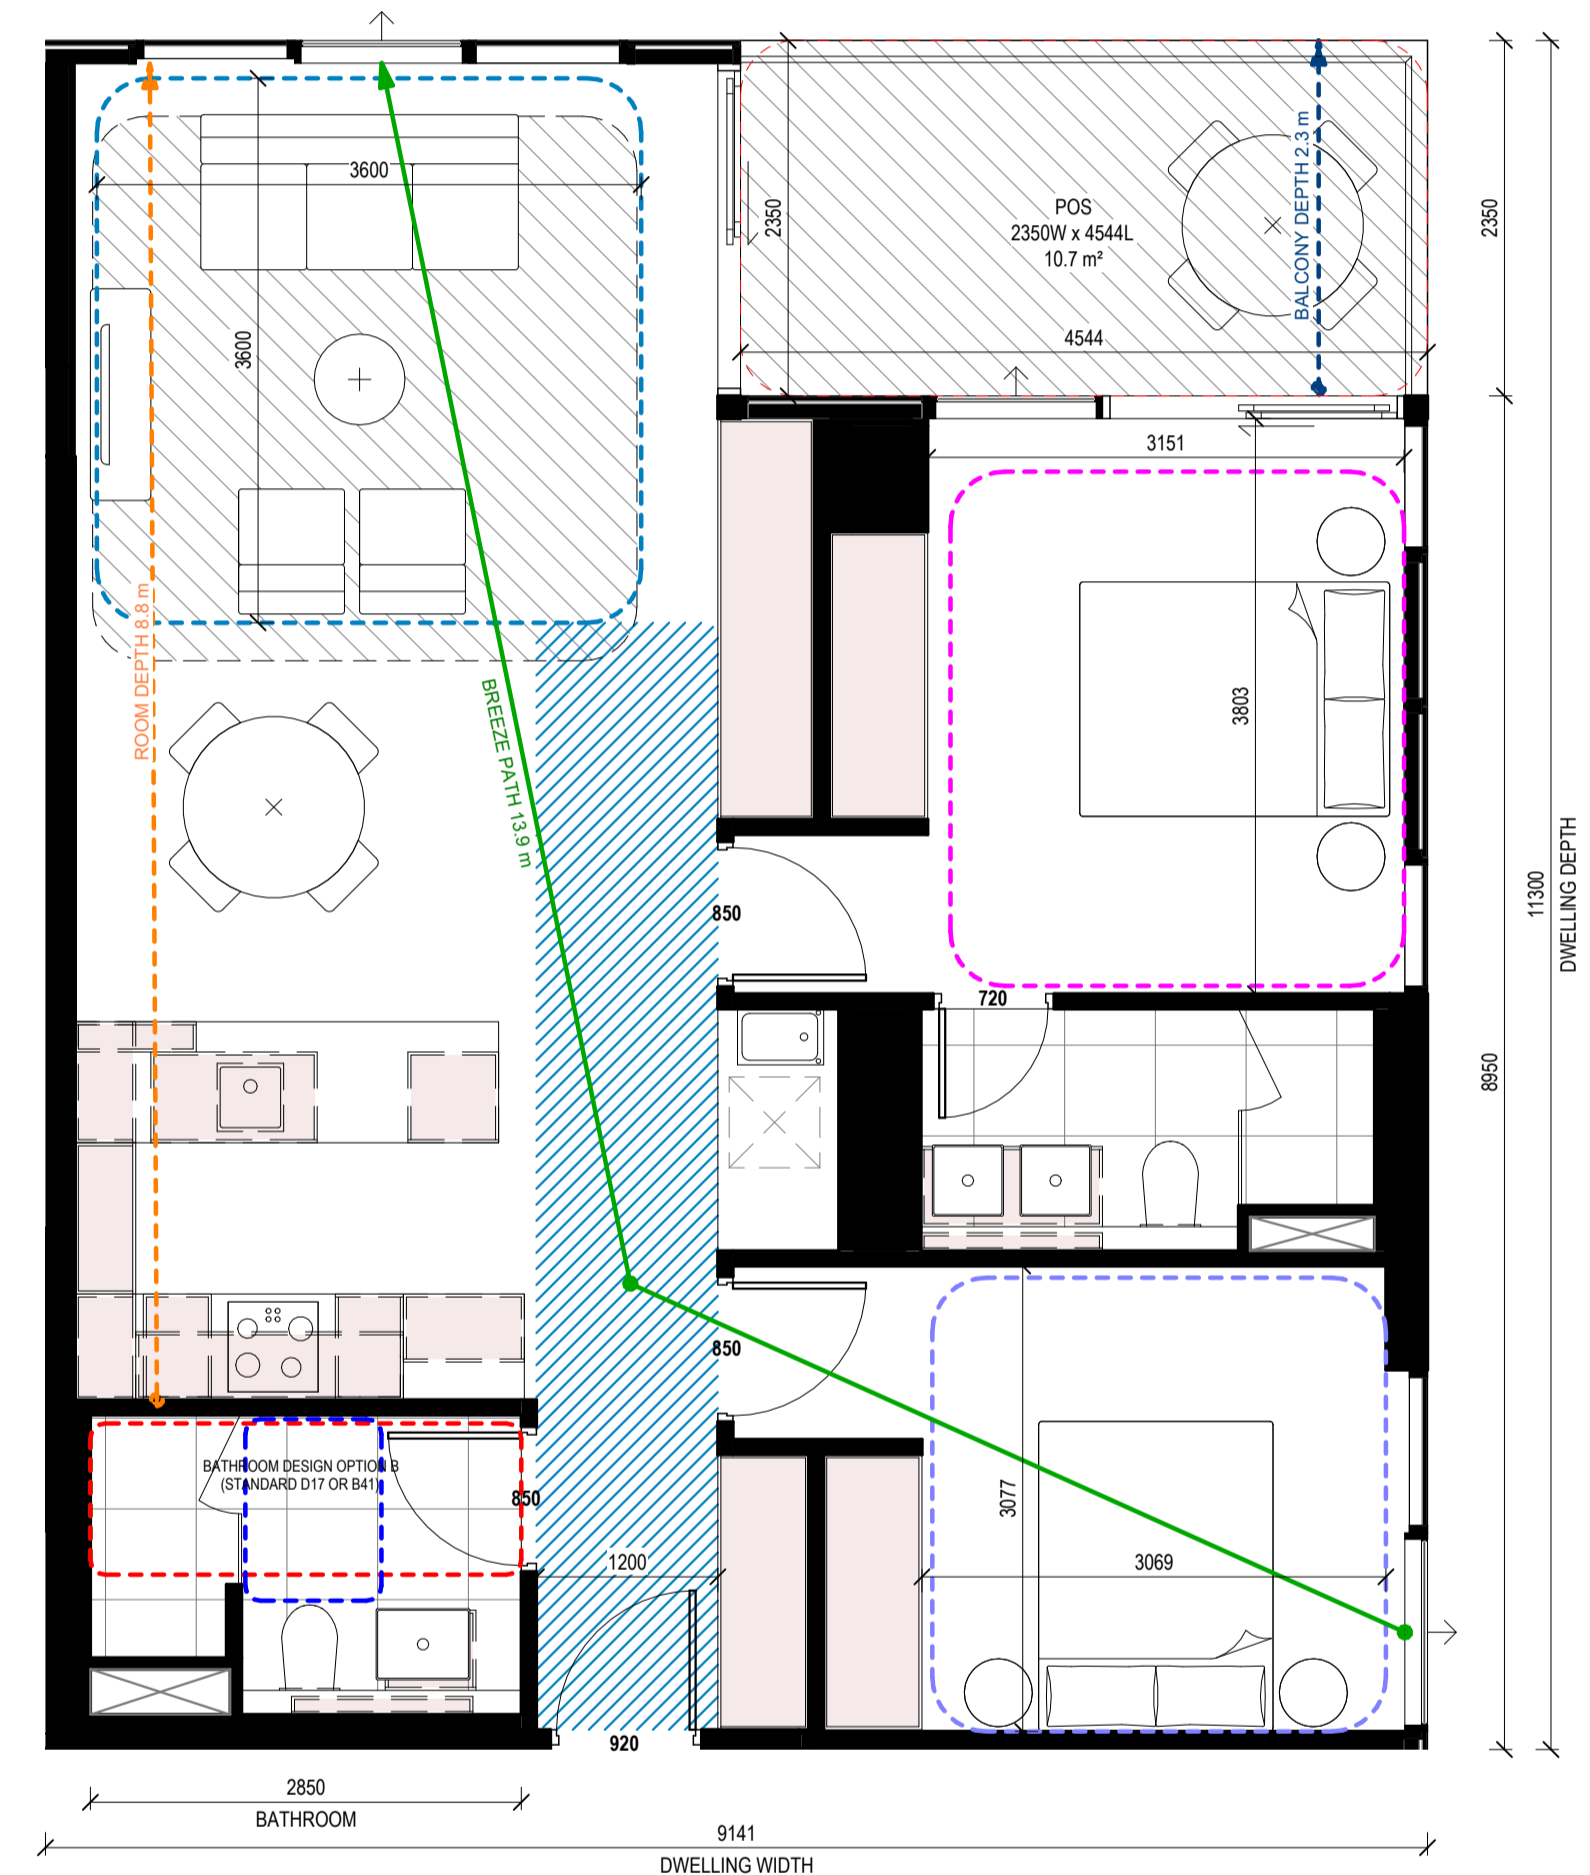 3600
3600
2350
POS
2350W x 4544L
10.7 m²
BALCONY DEPTH 2.3 m
4544
2350
ROOM DEPTH 8.8 m
BREEZE PATH 13.9 m
3151
3803
850
720
11300
DWELLING DEPTH
8950
850
BATHROOM DESIGN OPTION B
(STANDARD D17 OR B41)
850
1200
3077
3069
920
2850
BATHROOM
9141
DWELLING WIDTH